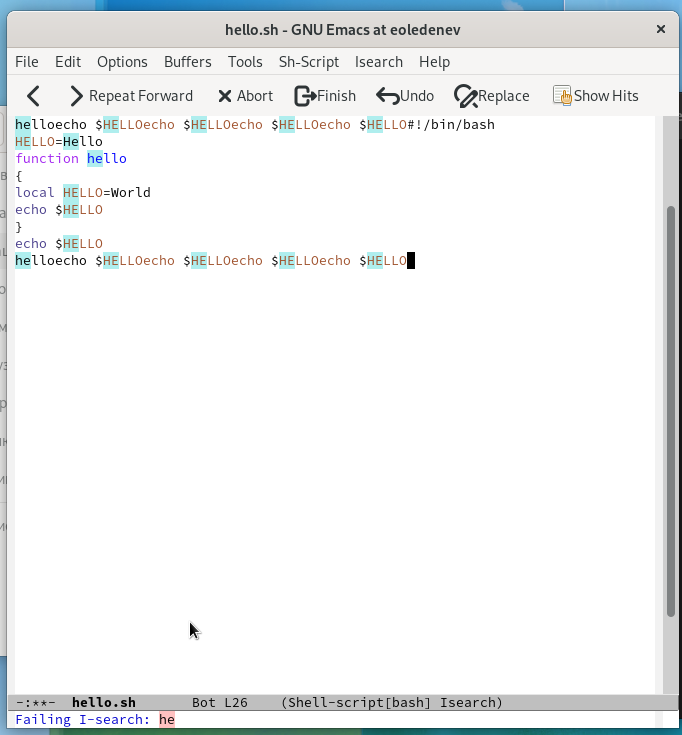 hello.sh - GNU Emacs at eoledenev ×
File Edit Options Buffers Tools Sh-Script Isearch Help
Repeat Forward Abort Finish Undo Replace Show Hits
helloecho $HELLOecho $HELLOecho $HELLOecho $HELLO#!/bin/bash
HELLO=Hello
function hello
{
local HELLO=World
echo $HELLO
}
echo $HELLO
helloecho $HELLOecho $HELLOecho $HELLOecho $HELLO
-:**-  hello.sh       Bot L26    (Shell-script[bash] Isearch)
Failing I-search: he